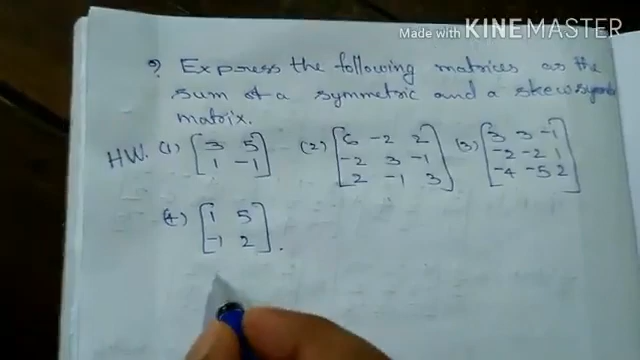 Made with KINEMASTER
? Express the following matrices as the
sum of a symmetric and a skew symm
matrix.
HW. (1) [3 5 (2) [6 -2 2 (3) [3 3 -1
1 -1] -2 3 -1 -2 -2 1
2 -1 3] -4 -5 2]
(4) [1 5
-1 2].